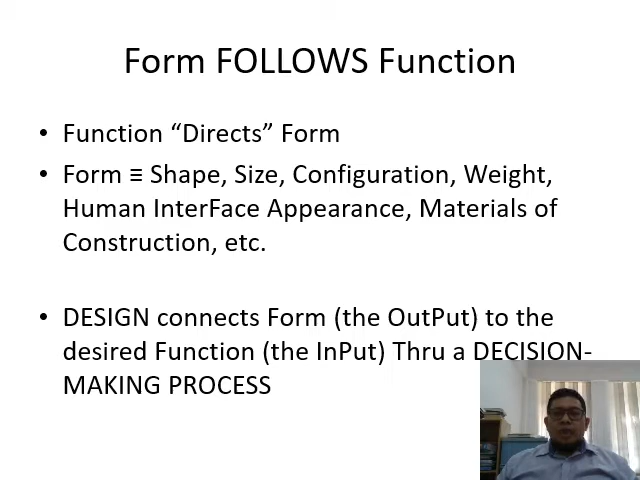 Form FOLLOWS Function
• Function “Directs” Form
• Form ≡ Shape, Size, Configuration, Weight,
Human InterFace Appearance, Materials of
Construction, etc.
• DESIGN connects Form (the OutPut) to the
desired Function (the InPut) Thru a DECISION-
MAKING PROCESS